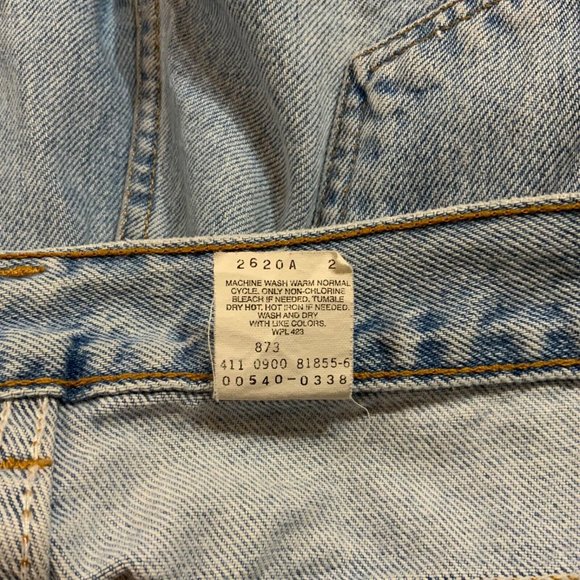 2620A 2
MACHINE WASH WARM NORMAL
CYCLE. ONLY NON-CHLORINE
BLEACH IF NEEDED. TUMBLE
DRY HOT. HOT IRON IF NEEDED.
WASH AND DRY
WITH LIKE COLORS.
WPL 423
873
411 0900 81855-6
00540-0338